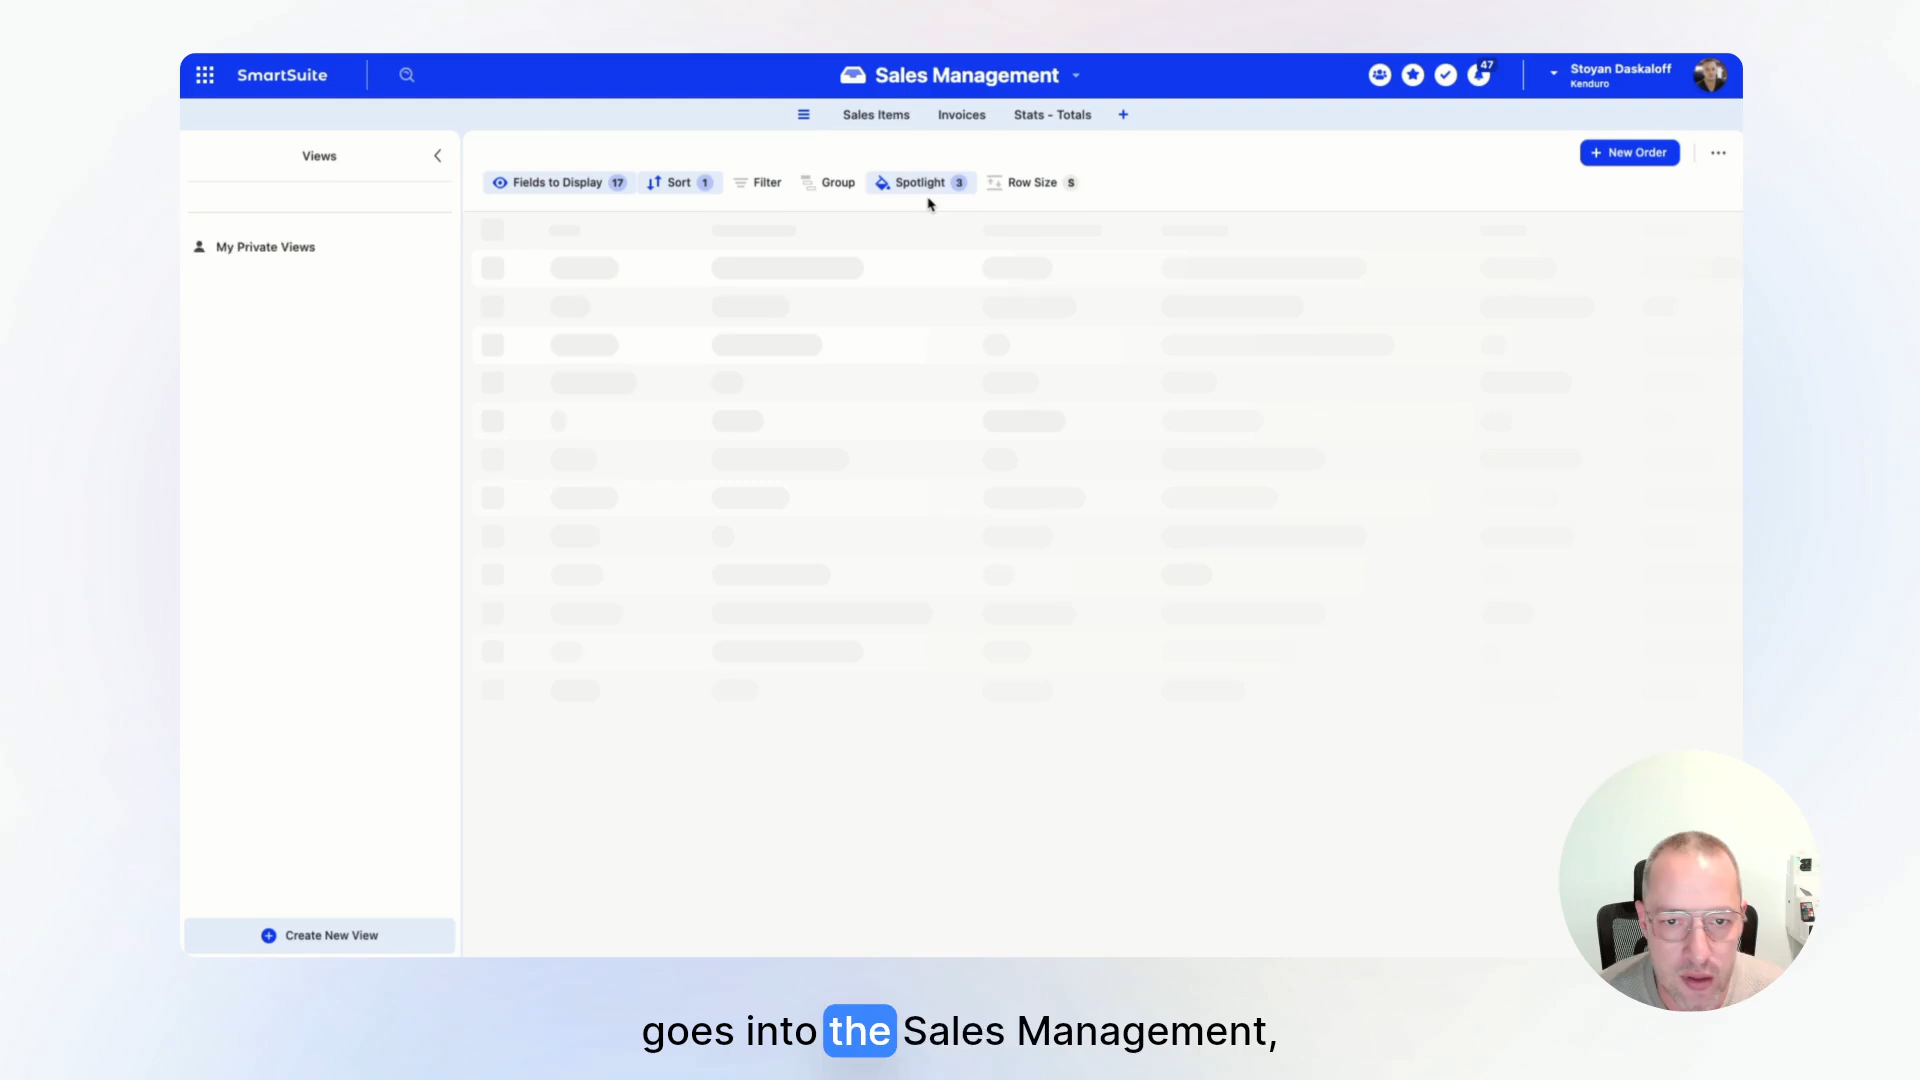 SmartSuite
Sales Management
47
Stoyan Daskaloff
Kenduro
Sales Items
Invoices
Stats - Totals
Views
New Order
Fields to Display 17
Sort 1
Filter
Group
Spotlight 3
Row Size S
My Private Views
Create New View
goes into the Sales Management,